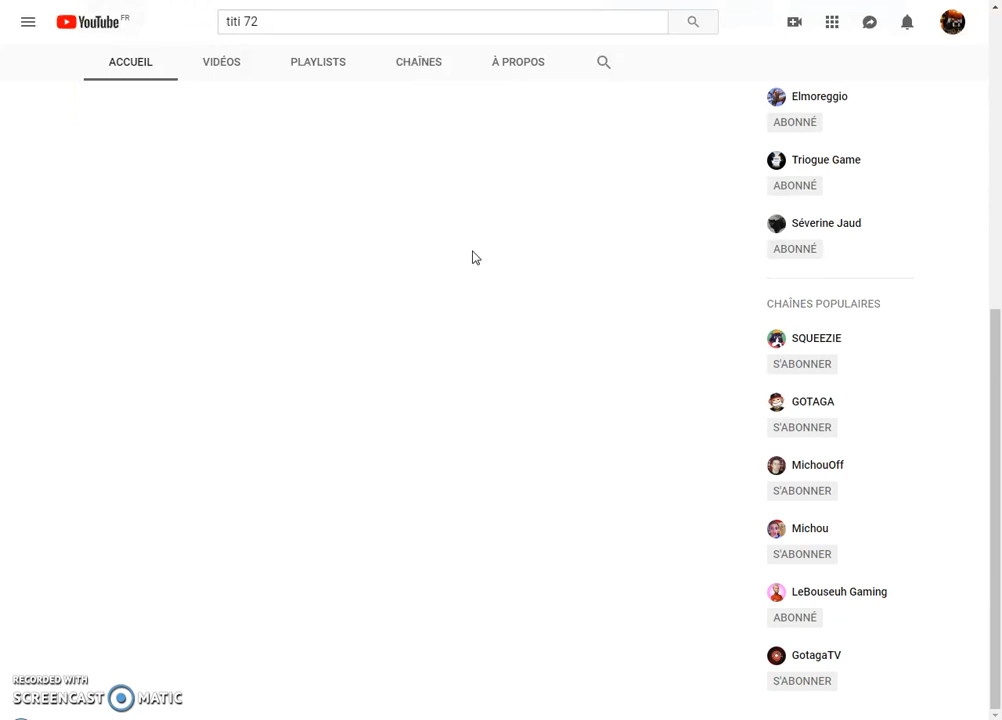 YouTube FR
titi 72
ACCUEIL VIDÉOS PLAYLISTS CHAÎNES À PROPOS
Elmoreggio
ABONNÉ
Triogue Game
ABONNÉ
Séverine Jaud
ABONNÉ
CHAÎNES POPULAIRES
SQUEEZIE
S'ABONNER
GOTAGA
S'ABONNER
MichouOff
S'ABONNER
Michou
S'ABONNER
LeBouseuh Gaming
ABONNÉ
GotagaTV
S'ABONNER
RECORDED WITH
SCREENCAST MATIC